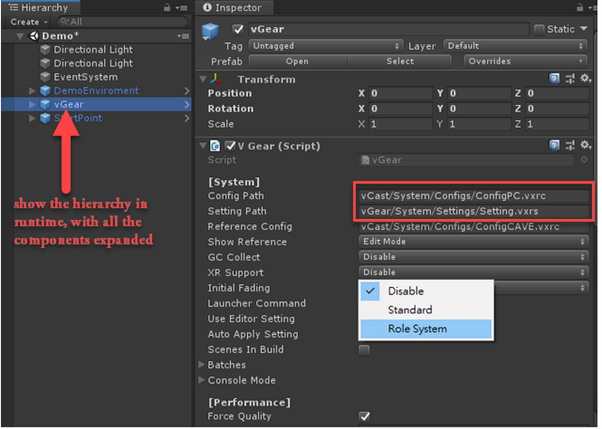 Hierarchy
Create
All
Demo*
Directional Light
Directional Light
EventSystem
DemoEnviroment
vGear
StartPoint
show the hierarchy in
runtime, with all the
components expanded
Inspector
vGear
Static
Tag Untagged Layer Default
Prefab Open Select Overrides
Transform
Position X 0 Y 0 Z 0
Rotation X 0 Y 0 Z 0
Scale X 1 Y 1 Z 1
V Gear (Script)
Script vGear
[System]
Config Path vCast/System/Configs/ConfigPC.vxrc
Setting Path vGear/System/Settings/Setting.vxrs
Reference Config vCast/System/Configs/ConfigCAVE.vxrc
Show Reference Edit Mode
GC Collect Disable
XR Support Disable
Initial Fading
Disable
Launcher Command
Standard
Use Editor Setting
Role System
Auto Apply Setting
Scenes In Build
Batches
Console Mode
[Performance]
Force Quality